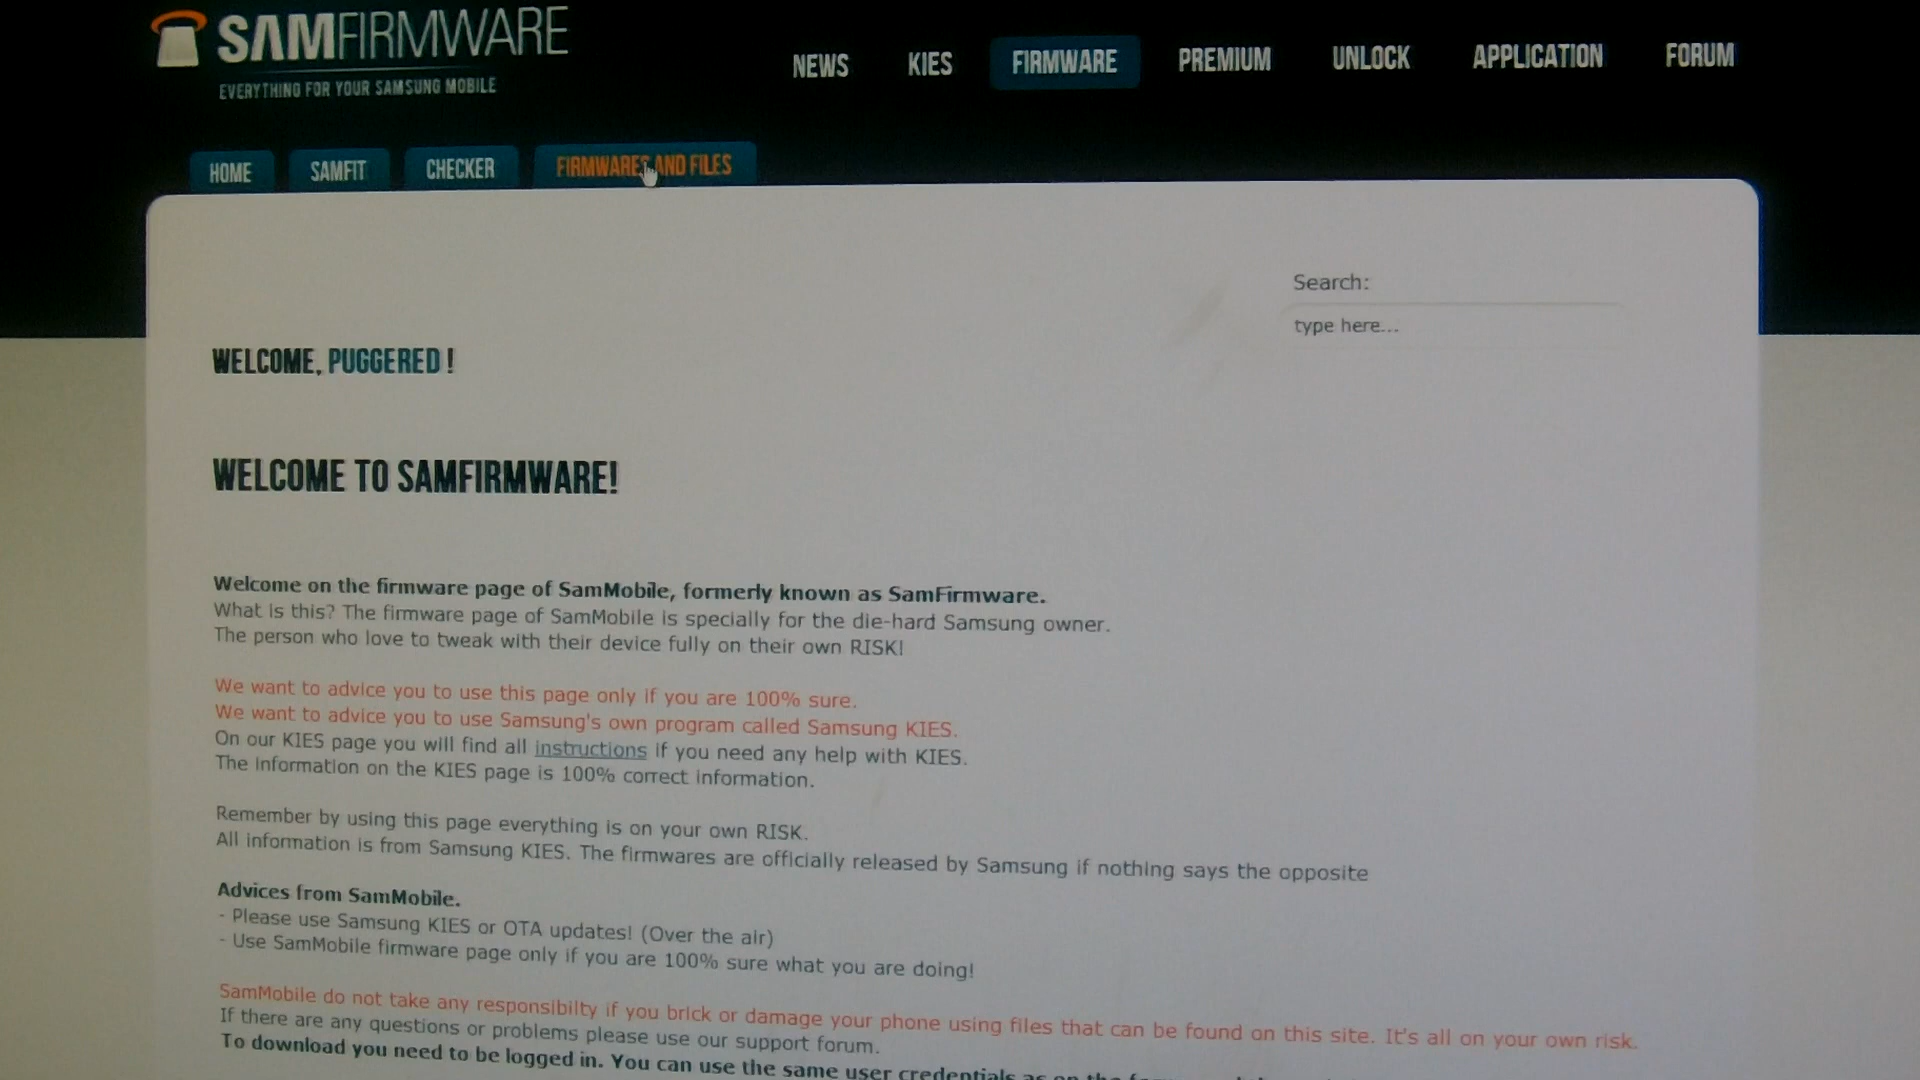 SAMFIRMWARE
EVERYTHING FOR YOUR SAMSUNG MOBILE
NEWS KIES FIRMWARE PREMIUM UNLOCK APPLICATION FORUM
HOME SAMFIT CHECKER FIRMWARES AND FILES
Search:
type here...
WELCOME, PUGGERED !
WELCOME TO SAMFIRMWARE!
Welcome on the firmware page of SamMobile, formerly known as SamFirmware.
What is this? The firmware page of SamMobile is specially for the die-hard Samsung owner.
The person who love to tweak with their device fully on their own RISK!
We want to advice you to use this page only if you are 100% sure.
We want to advice you to use Samsung's own program called Samsung KIES.
On our KIES page you will find all instructions if you need any help with KIES.
The information on the KIES page is 100% correct information.
Remember by using this page everything is on your own RISK.
All information is from Samsung KIES. The firmwares are officially released by Samsung if nothing says the opposite
Advices from SamMobile.
- Please use Samsung KIES or OTA updates! (Over the air)
- Use SamMobile firmware page only if you are 100% sure what you are doing!
SamMobile do not take any responsibilty if you brick or damage your phone using files that can be found on this site. It's all on your own risk.
If there are any questions or problems please use our support forum.
To download you need to be logged in. You can use the same user credentials as on the